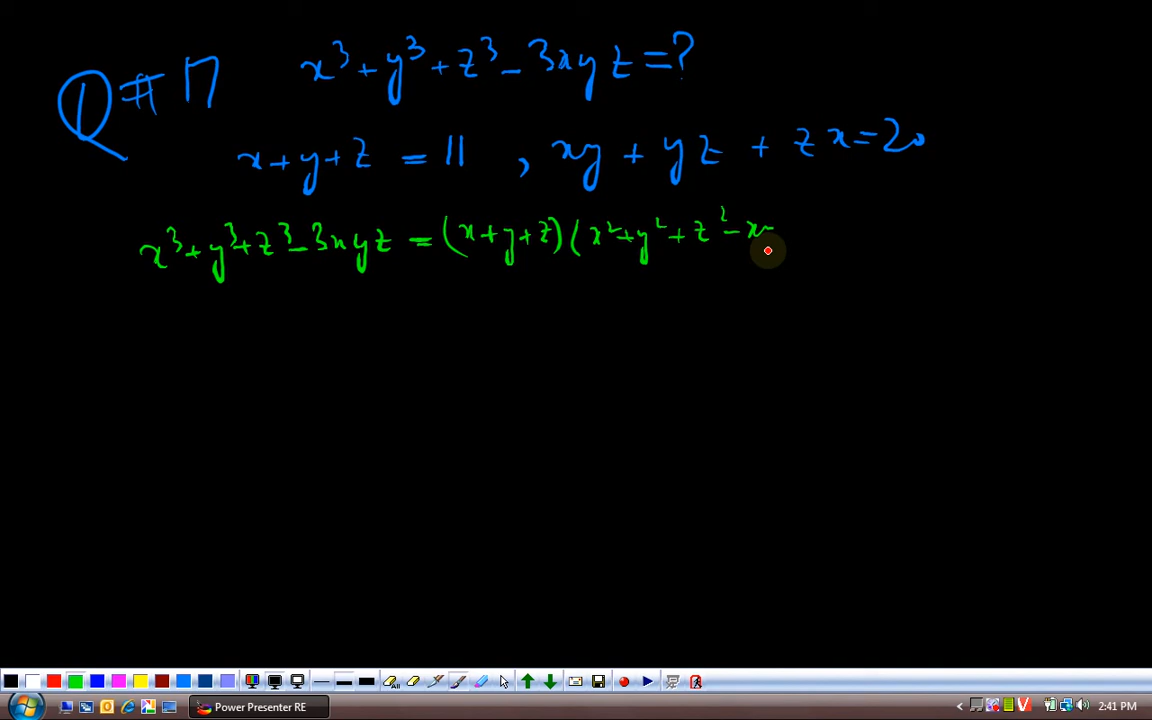 Q # 17 x³+y³+z³-3xyz=?
x+y+z = 11 , xy + yz + zx=20
x³+y³+z³-3xyz = (x+y+z)(x²+y²+z²-x
All
Power Presenter RE
2:41 PM